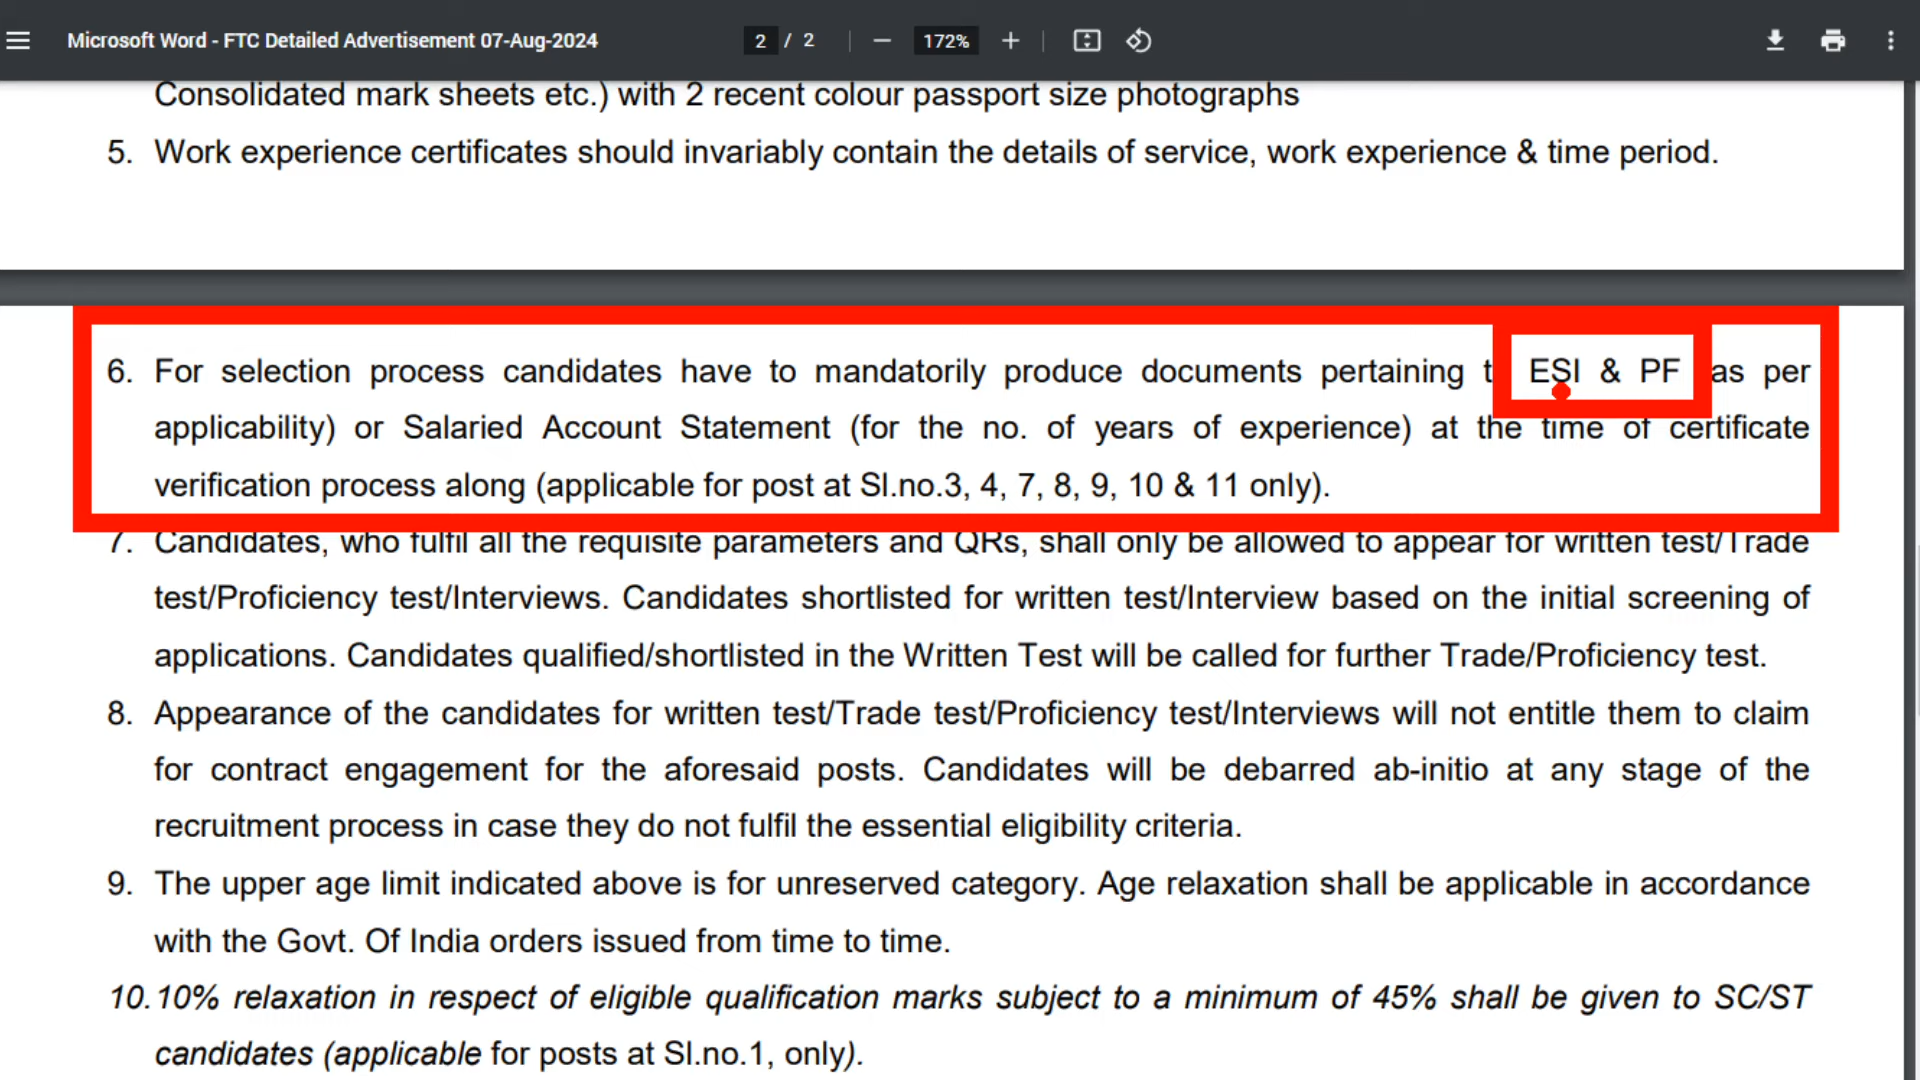 Microsoft Word - FTC Detailed Advertisement 07-Aug-2024
2 / 2
172%
Consolidated mark sheets etc.) with 2 recent colour passport size photographs
5. Work experience certificates should invariably contain the details of service, work experience & time period.
6. For selection process candidates have to mandatorily produce documents pertaining t ESI & PF as per
applicability) or Salaried Account Statement (for the no. of years of experience) at the time of certificate
verification process along (applicable for post at Sl.no.3, 4, 7, 8, 9, 10 & 11 only).
7. Candidates, who fulfil all the requisite parameters and QRs, shall only be allowed to appear for written test/Trade
test/Proficiency test/Interviews. Candidates shortlisted for written test/Interview based on the initial screening of
applications. Candidates qualified/shortlisted in the Written Test will be called for further Trade/Proficiency test.
8. Appearance of the candidates for written test/Trade test/Proficiency test/Interviews will not entitle them to claim
for contract engagement for the aforesaid posts. Candidates will be debarred ab-initio at any stage of the
recruitment process in case they do not fulfil the essential eligibility criteria.
9. The upper age limit indicated above is for unreserved category. Age relaxation shall be applicable in accordance
with the Govt. Of India orders issued from time to time.
10. 10% relaxation in respect of eligible qualification marks subject to a minimum of 45% shall be given to SC/ST
candidates (applicable for posts at Sl.no.1, only).